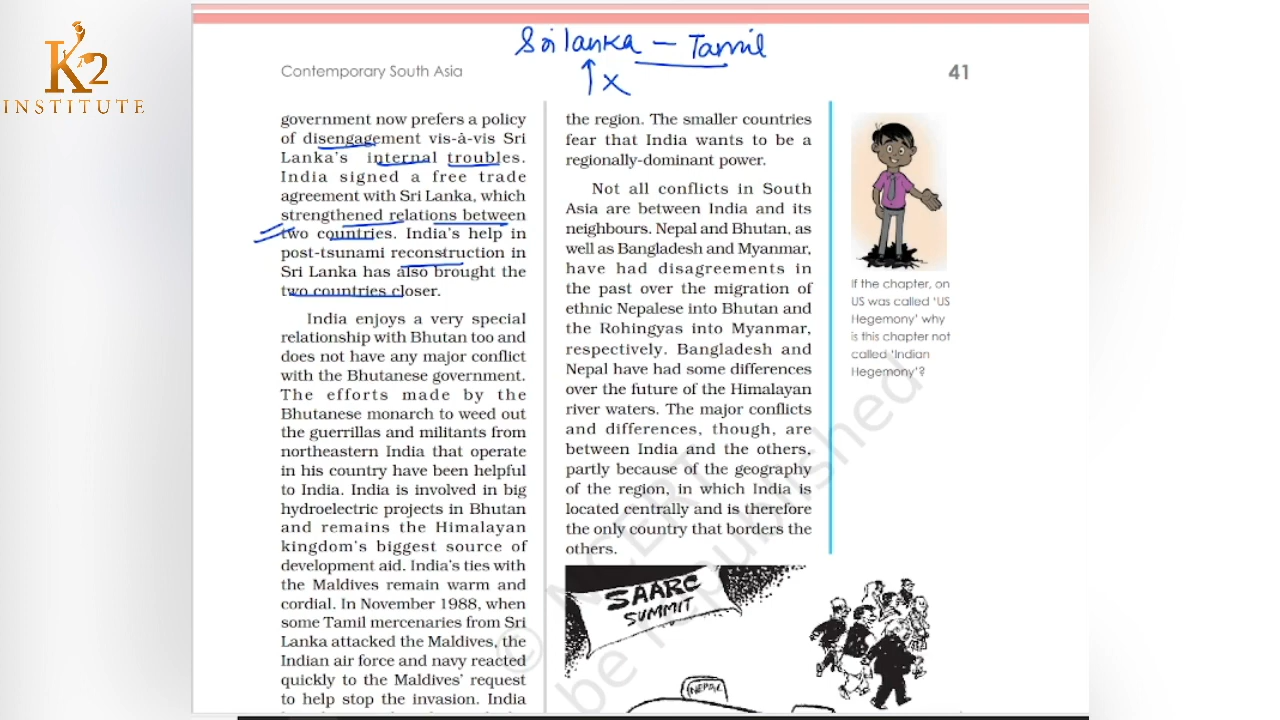 K2
INSTITUTE
Sri lanka – Tamil
x
Contemporary South Asia
41
government now prefers a policy
of disengagement vis-à-vis Sri
Lanka's internal troubles.
India signed a free trade
agreement with Sri Lanka, which
strengthened relations between
two countries. India's help in
post-tsunami reconstruction in
Sri Lanka has also brought the
two countries closer.
India enjoys a very special
relationship with Bhutan too and
does not have any major conflict
with the Bhutanese government.
The efforts made by the
Bhutanese monarch to weed out
the guerrillas and militants from
northeastern India that operate
in his country have been helpful
to India. India is involved in big
hydroelectric projects in Bhutan
and remains the Himalayan
kingdom's biggest source of
development aid. India's ties with
the Maldives remain warm and
cordial. In November 1988, when
some Tamil mercenaries from Sri
Lanka attacked the Maldives, the
Indian air force and navy reacted
quickly to the Maldives' request
to help stop the invasion. India
the region. The smaller countries
fear that India wants to be a
regionally-dominant power.
Not all conflicts in South
Asia are between India and its
neighbours. Nepal and Bhutan, as
well as Bangladesh and Myanmar,
have had disagreements in
the past over the migration of
ethnic Nepalese into Bhutan and
the Rohingyas into Myanmar,
respectively. Bangladesh and
Nepal have had some differences
over the future of the Himalayan
river waters. The major conflicts
and differences, though, are
between India and the others,
partly because of the geography
of the region, in which India is
located centrally and is therefore
the only country that borders the
others.
If the chapter, on
US was called 'US
Hegemony' why
is this chapter not
called 'Indian
Hegemony'?
SAARC
SUMMIT
NEPAL
© NCERT
be republished